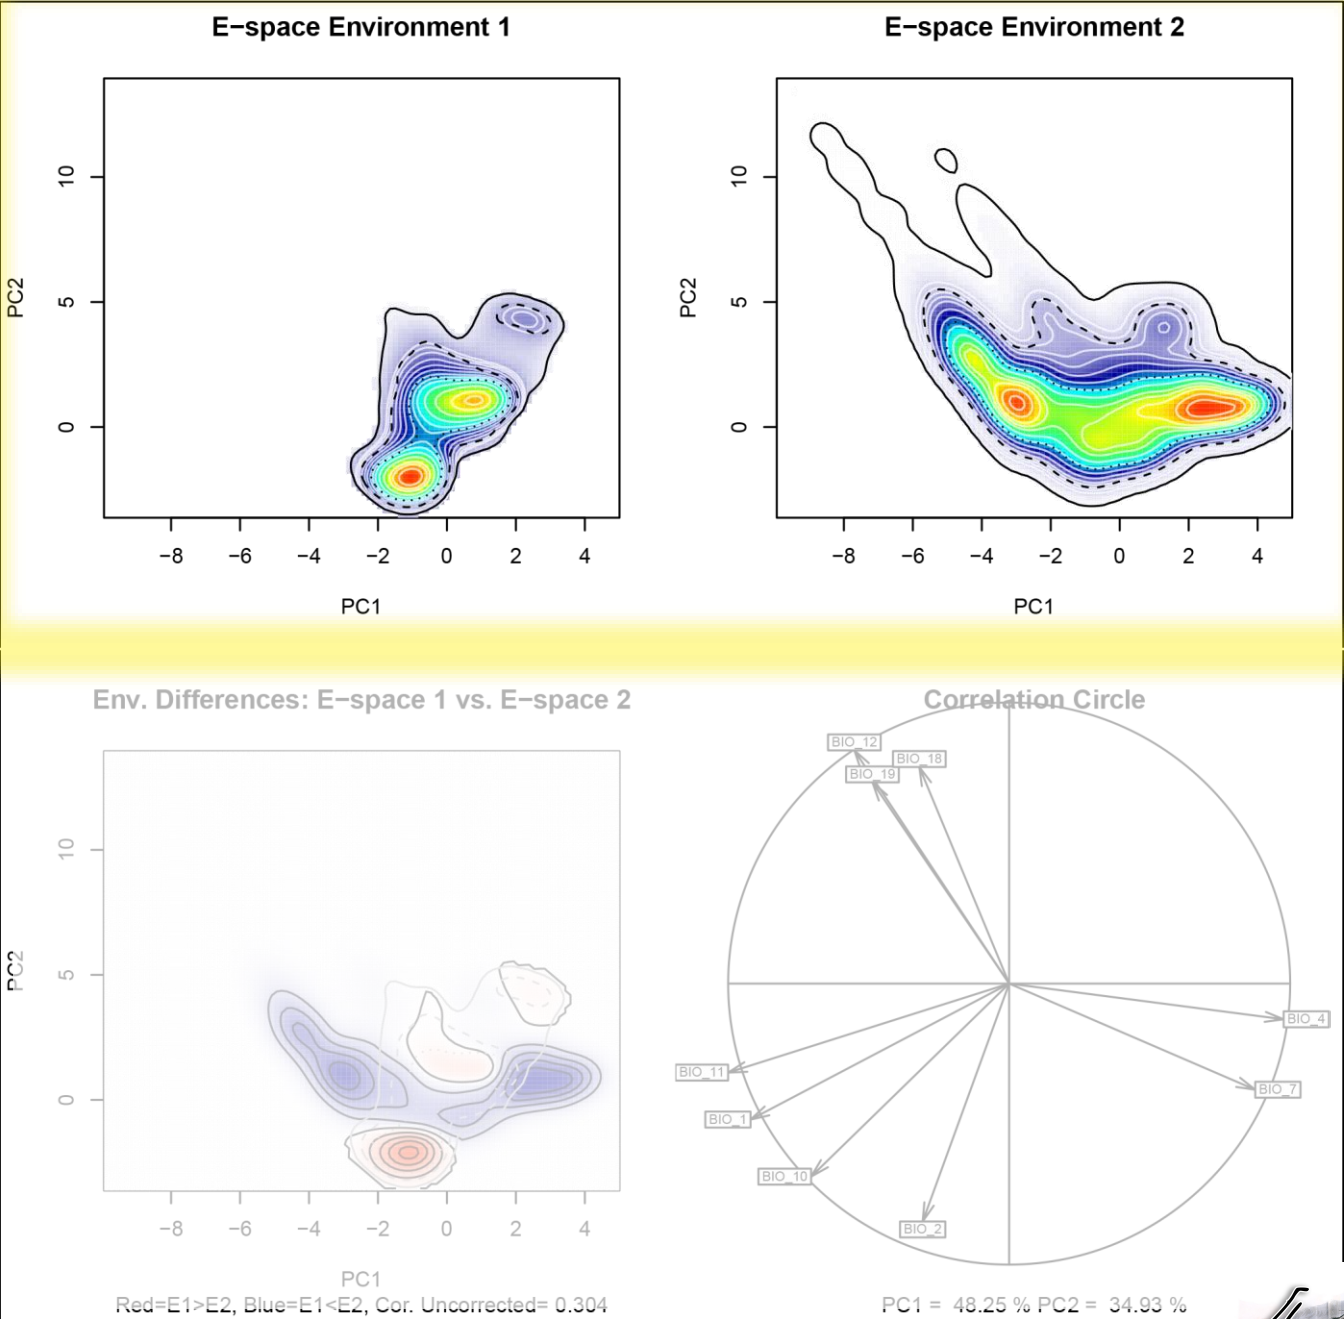 E−space Environment 1
E−space Environment 2
PC2
10
5
0
−8 −6 −4 −2 0 2 4
PC1
PC2
10
5
0
−8 −6 −4 −2 0 2 4
PC1
Env. Differences: E−space 1 vs. E−space 2
PC2
10
5
0
−8 −6 −4 −2 0 2 4
PC1
Red=E1>E2, Blue=E1<E2, Cor. Uncorrected= 0.304
Correlation Circle
BIO_12
BIO_18
BIO_19
BIO_4
BIO_11
BIO_7
BIO_1
BIO_10
BIO_2
PC1 = 48.25 % PC2 = 34.93 %